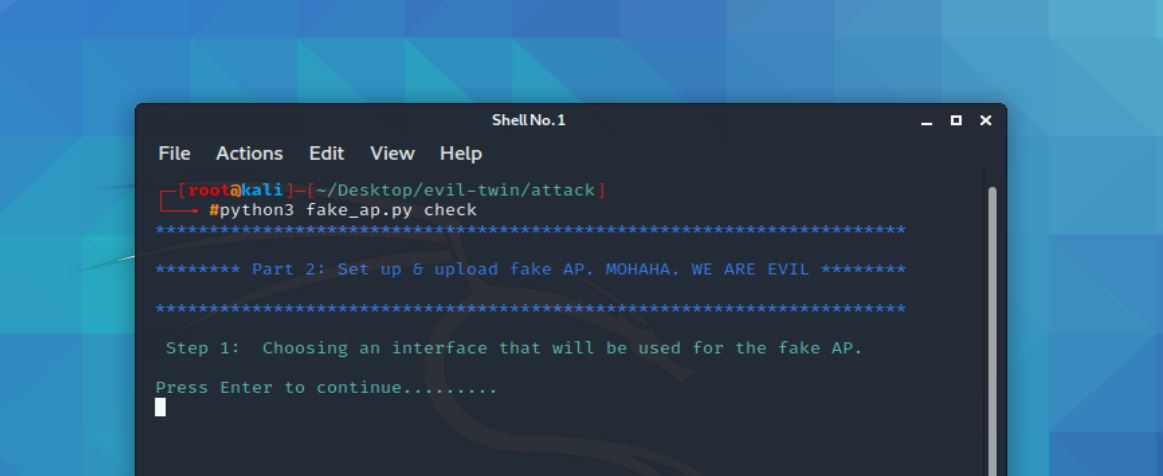 Shell No. 1
File Actions Edit View Help
┌─[root@kali]─[~/Desktop/evil-twin/attack]
└──╼ #python3 fake_ap.py check
***********************************************************************
******** Part 2: Set up & upload fake AP. MOHAHA. WE ARE EVIL ********
***********************************************************************
Step 1:  Choosing an interface that will be used for the fake AP.
Press Enter to continue.........